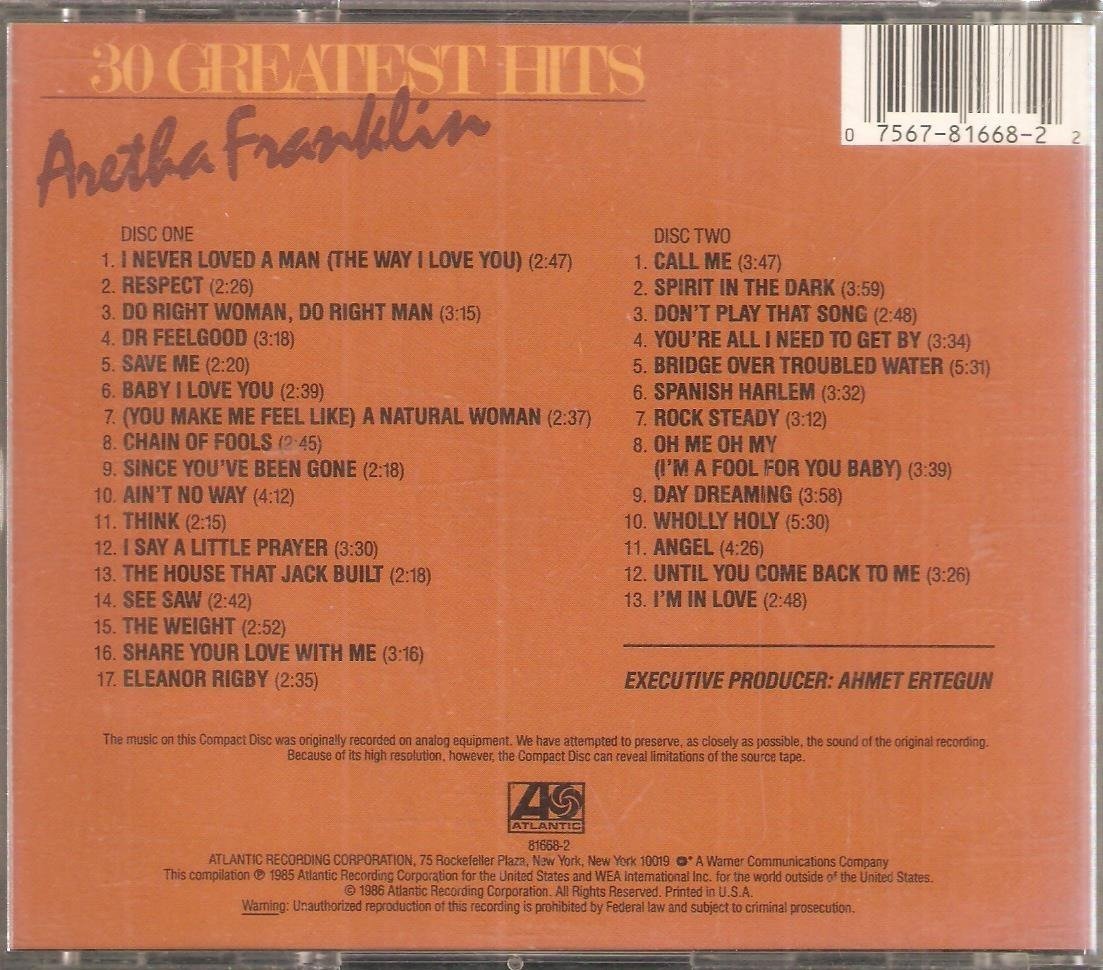 30 GREATEST HITS
Aretha Franklin
0 7567-81668-2 2
DISC ONE
1. I NEVER LOVED A MAN (THE WAY I LOVE YOU) (2:47)
2. RESPECT (2:26)
3. DO RIGHT WOMAN, DO RIGHT MAN (3:15)
4. DR FEELGOOD (3:18)
5. SAVE ME (2:20)
6. BABY I LOVE YOU (2:39)
7. (YOU MAKE ME FEEL LIKE) A NATURAL WOMAN (2:37)
8. CHAIN OF FOOLS (2:45)
9. SINCE YOU'VE BEEN GONE (2:18)
10. AIN'T NO WAY (4:12)
11. THINK (2:15)
12. I SAY A LITTLE PRAYER (3:30)
13. THE HOUSE THAT JACK BUILT (2:18)
14. SEE SAW (2:42)
15. THE WEIGHT (2:52)
16. SHARE YOUR LOVE WITH ME (3:16)
17. ELEANOR RIGBY (2:35)
DISC TWO
1. CALL ME (3:47)
2. SPIRIT IN THE DARK (3:59)
3. DON'T PLAY THAT SONG (2:48)
4. YOU'RE ALL I NEED TO GET BY (3:34)
5. BRIDGE OVER TROUBLED WATER (5:31)
6. SPANISH HARLEM (3:32)
7. ROCK STEADY (3:12)
8. OH ME OH MY
(I'M A FOOL FOR YOU BABY) (3:39)
9. DAY DREAMING (3:58)
10. WHOLLY HOLY (5:30)
11. ANGEL (4:26)
12. UNTIL YOU COME BACK TO ME (3:26)
13. I'M IN LOVE (2:48)
EXECUTIVE PRODUCER: AHMET ERTEGUN
The music on this Compact Disc was originally recorded on analog equipment. We have attempted to preserve, as closely as possible, the sound of the original recording.
Because of its high resolution, however, the Compact Disc can reveal limitations of the source tape.
ATLANTIC
81668-2
ATLANTIC RECORDING CORPORATION, 75 Rockefeller Plaza, New York, New York 10019 A Warner Communications Company
This compilation ℗ 1985 Atlantic Recording Corporation for the United States and WEA International Inc. for the world outside of the United States.
© 1986 Atlantic Recording Corporation. All Rights Reserved. Printed in U.S.A.
Warning: Unauthorized reproduction of this recording is prohibited by Federal law and subject to criminal prosecution.